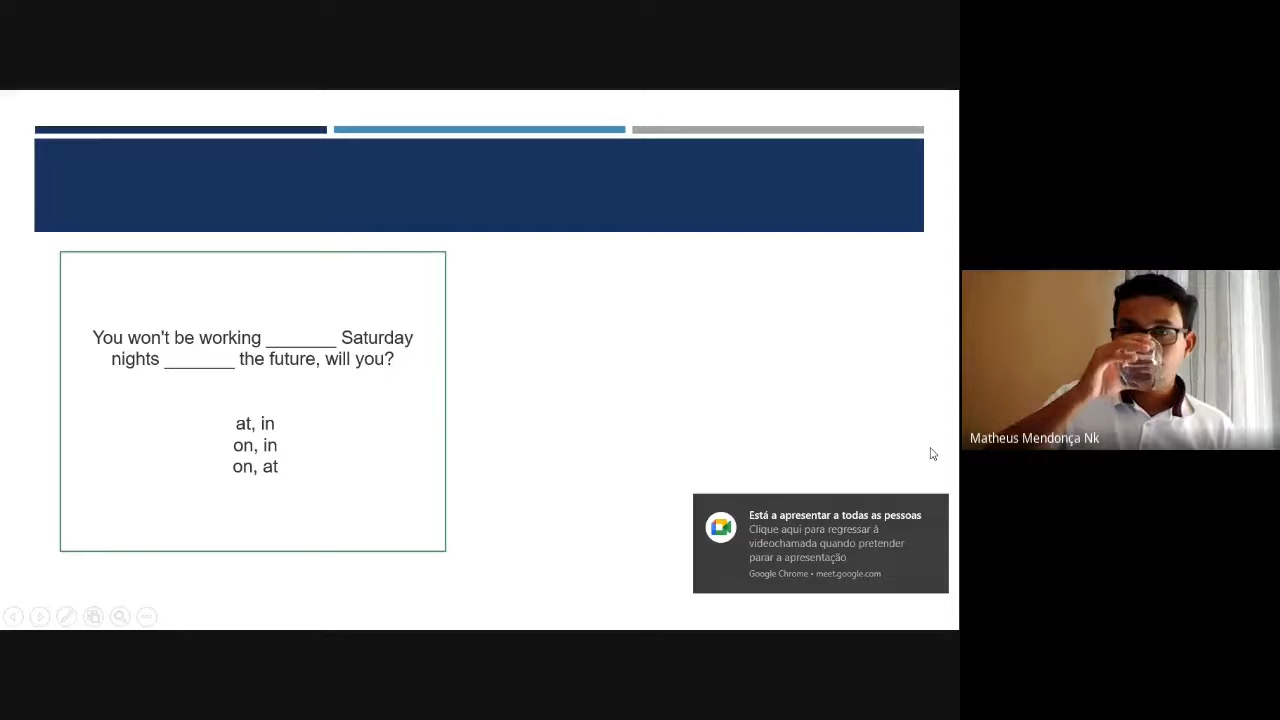 You won't be working _______ Saturday
nights _______ the future, will you?
at, in
on, in
on, at
Está a apresentar a todas as pessoas
Clique aqui para regressar à
videochamada quando pretender
parar a apresentação
Google Chrome • meet.google.com
Matheus Mendonça Nk